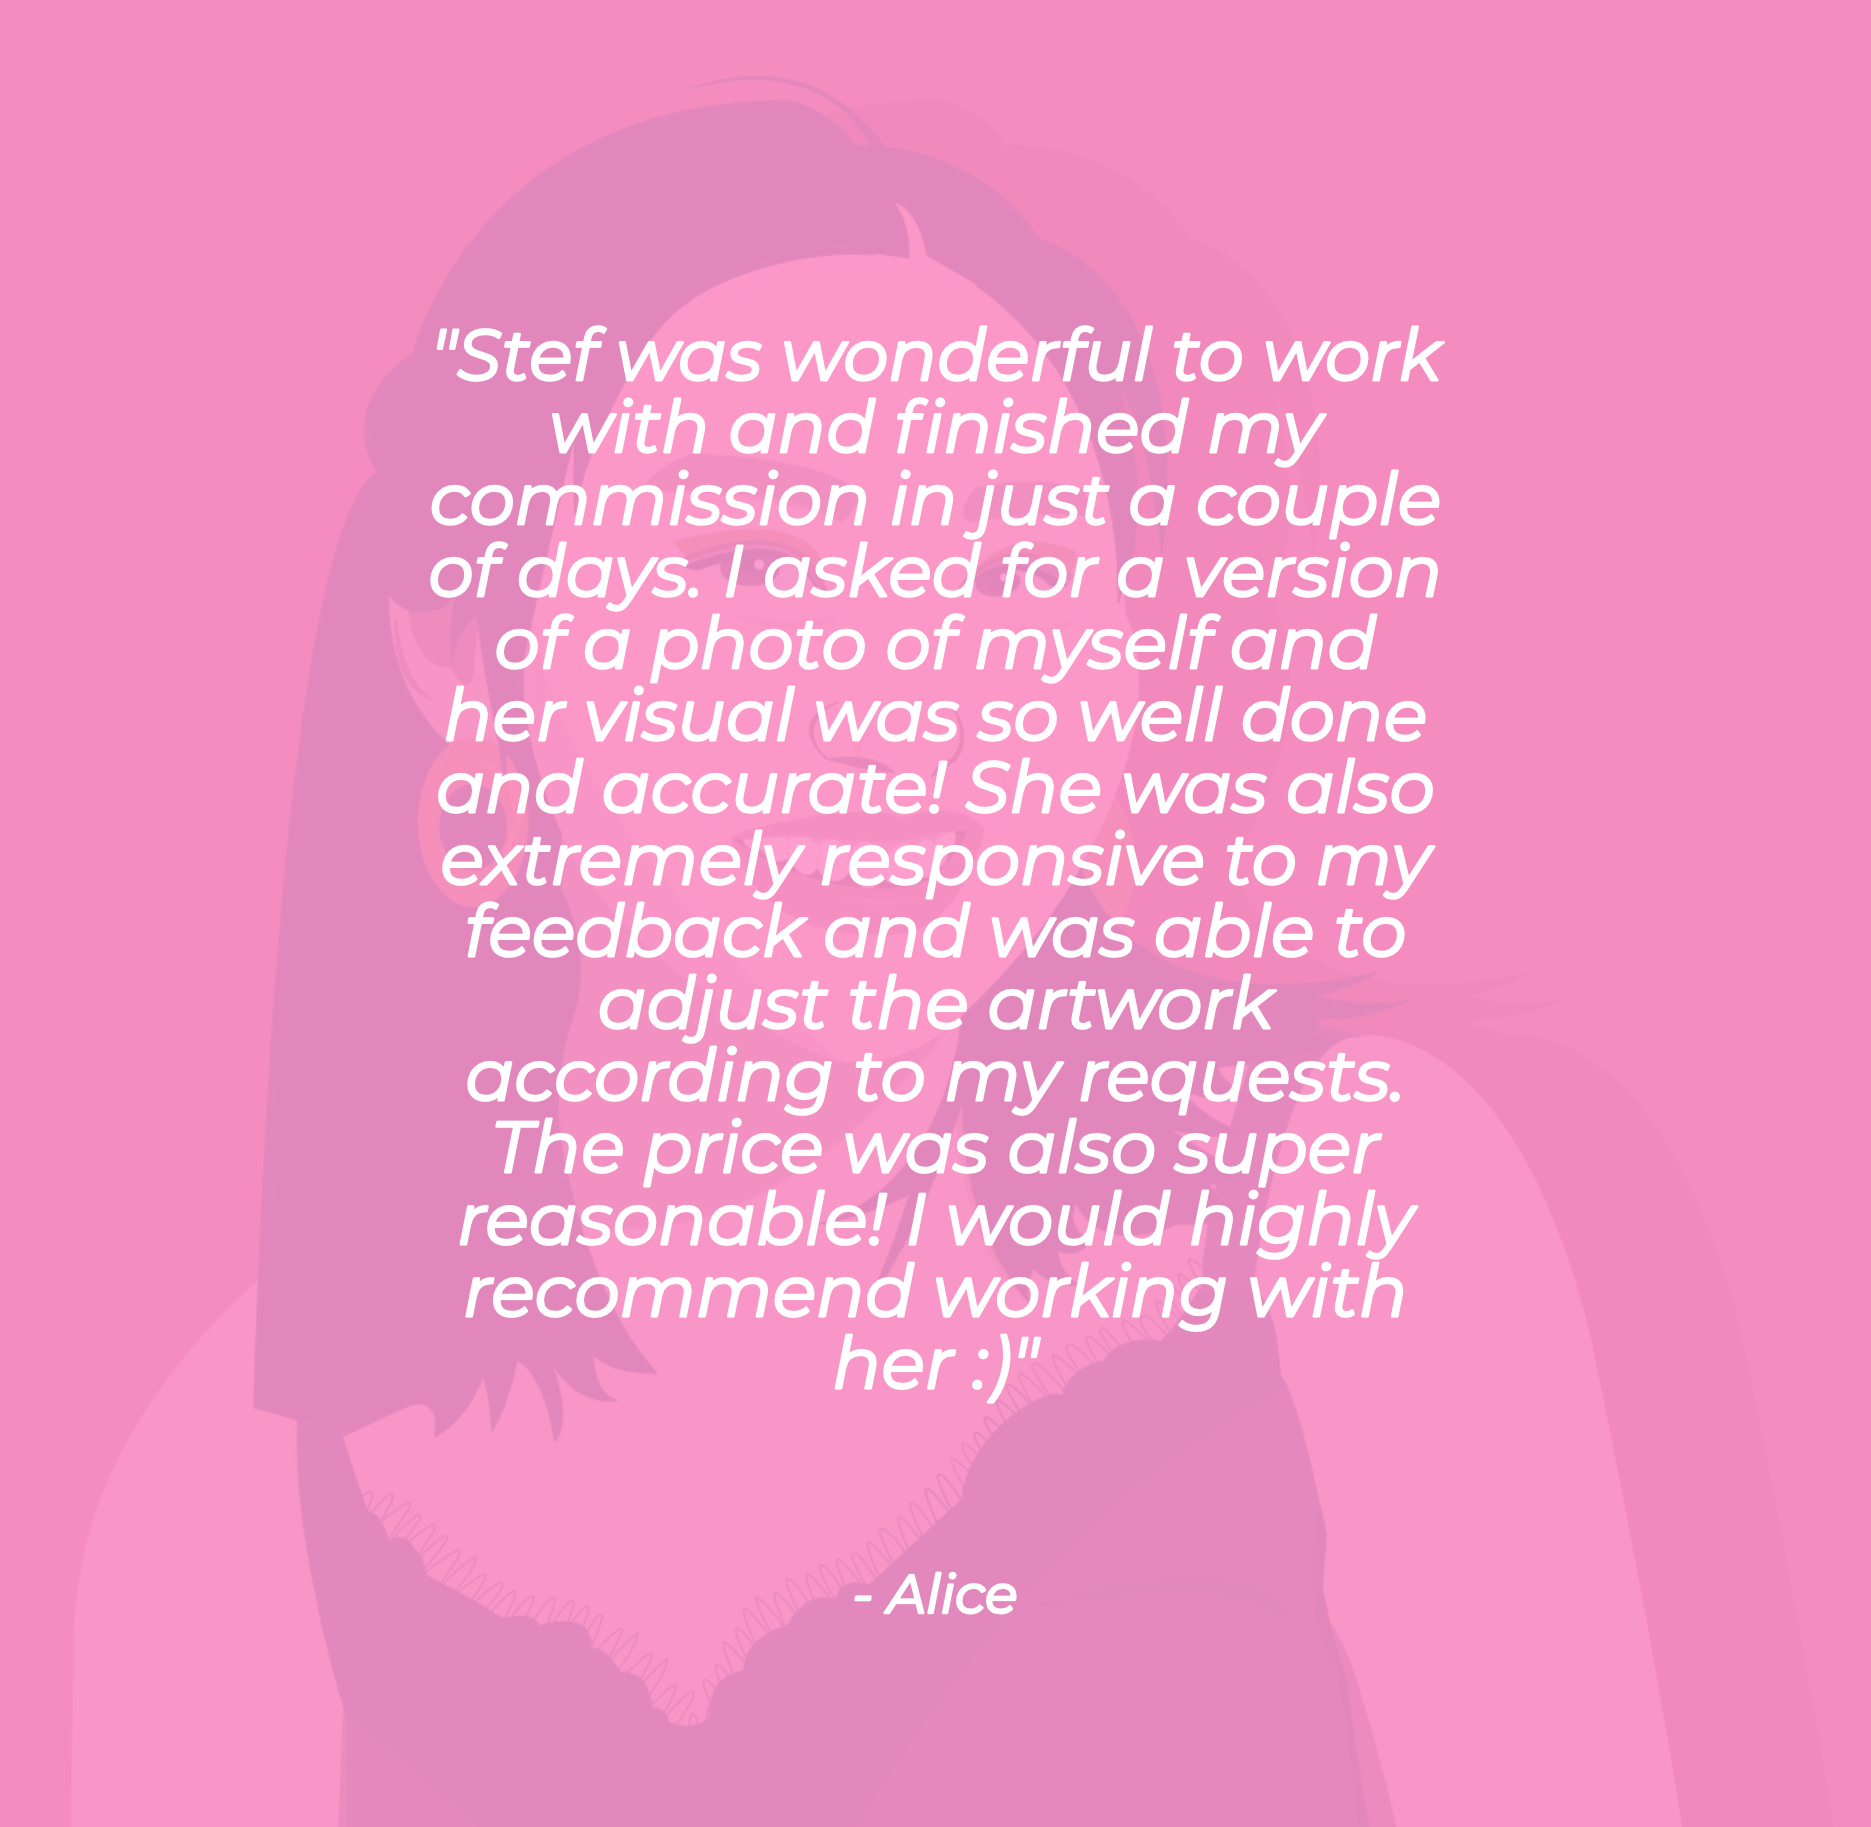 "Stef was wonderful to work
with and finished my
commission in just a couple
of days. I asked for a version
of a photo of myself and
her visual was so well done
and accurate! She was also
extremely responsive to my
feedback and was able to
adjust the artwork
according to my requests.
The price was also super
reasonable! I would highly
recommend working with
her :)"
- Alice